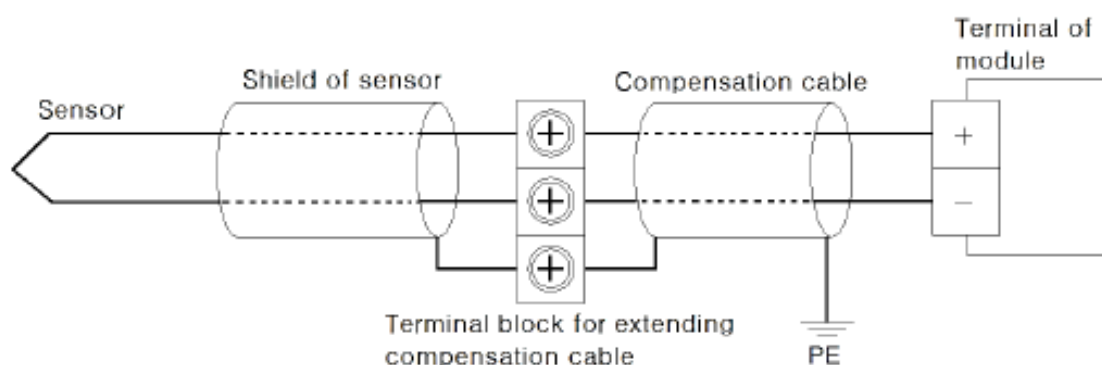 Terminal of
module
Shield of sensor
Compensation cable
Sensor
+
−
Terminal block for extending
compensation cable
PE